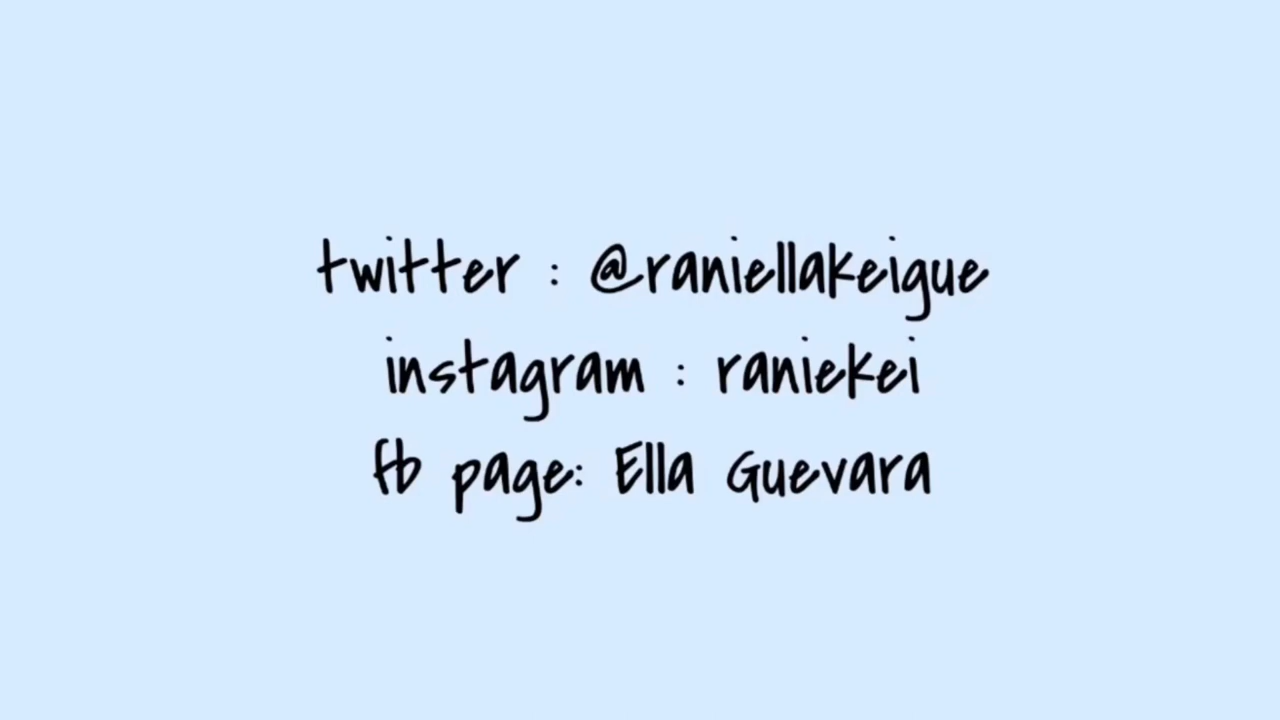 twitter : @raniellakeigue
instagram : raniekei
fb page: Ella Guevara